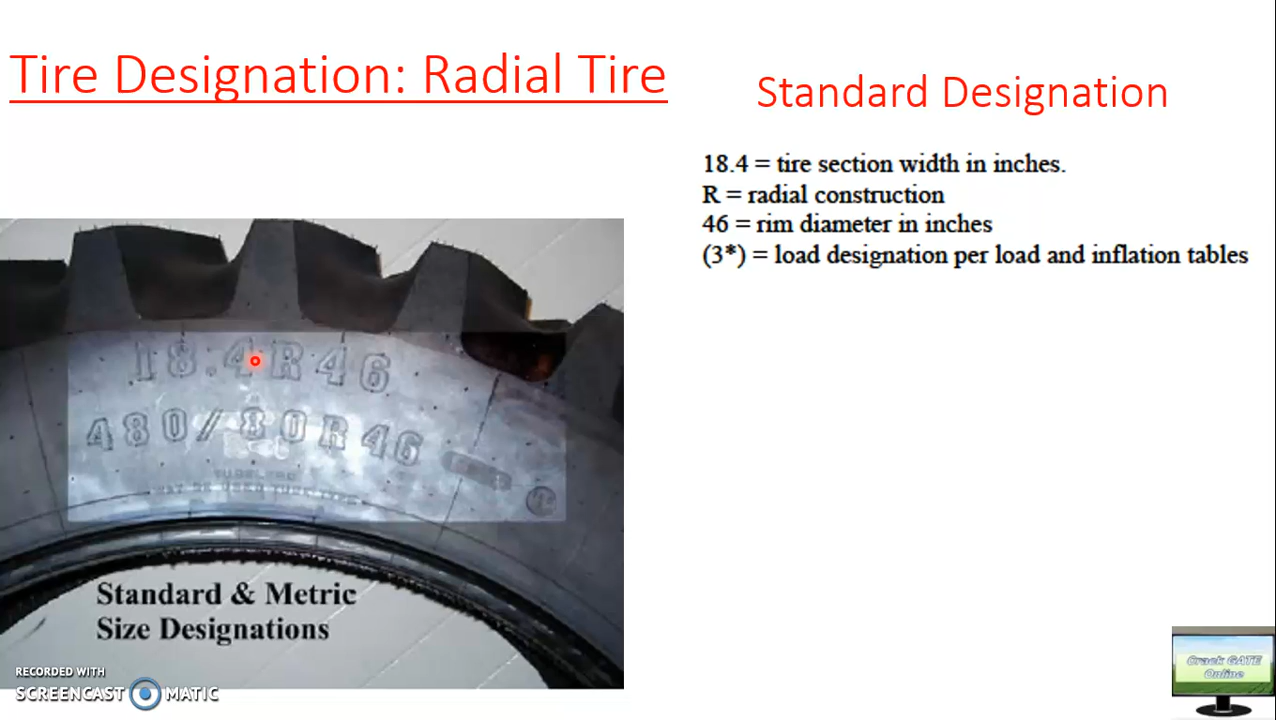 Tire Designation: Radial Tire
Standard Designation
18.4 = tire section width in inches.
R = radial construction
46 = rim diameter in inches
(3*) = load designation per load and inflation tables
18.4R46
480/80R46
Standard & Metric
Size Designations
RECORDED WITH
SCREENCAST MATIC
Crack GATE
Online